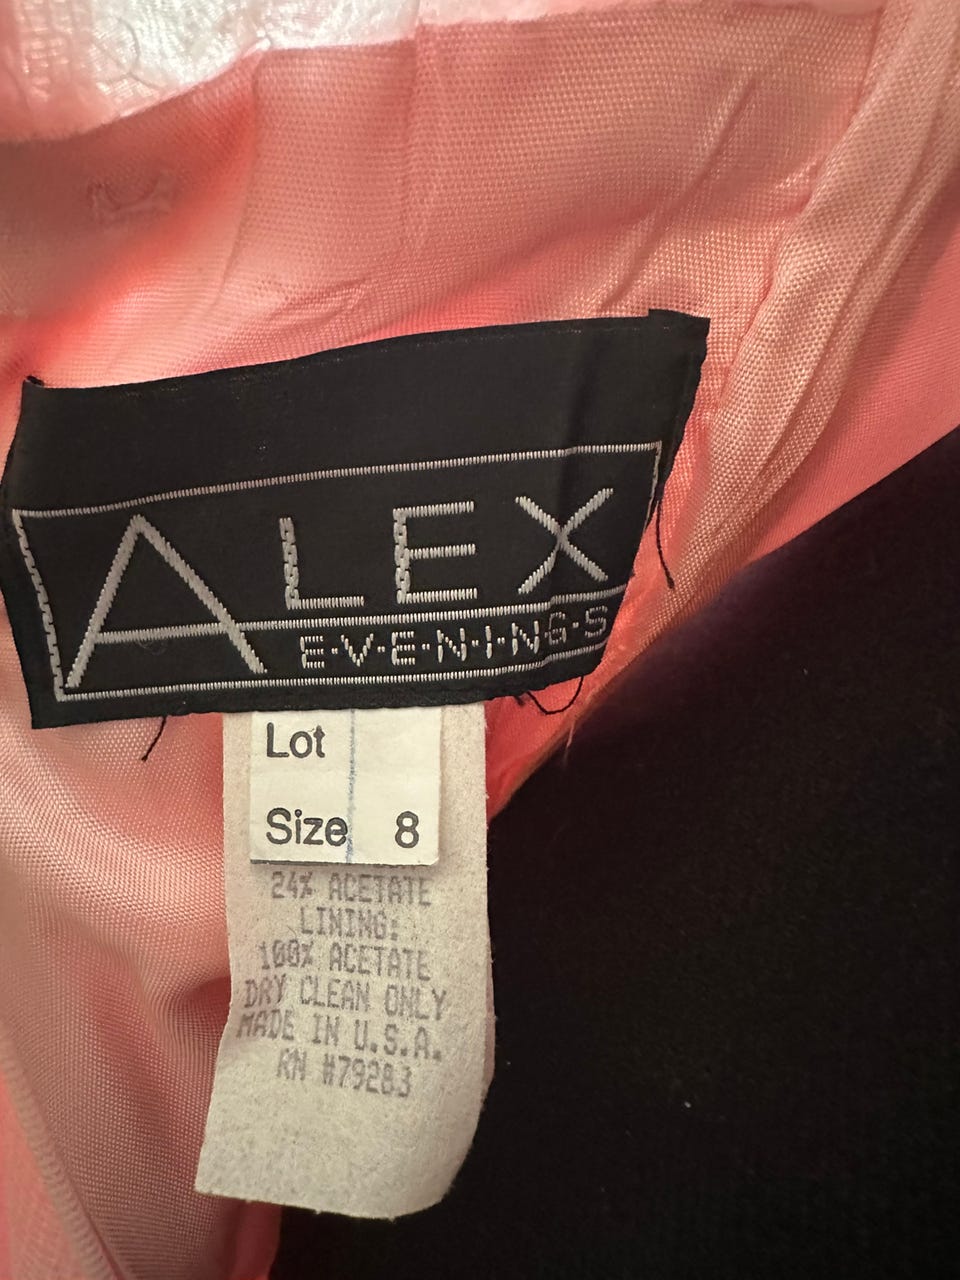 ALEX
E·V·E·N·I·N·G·S
Lot
Size 8
24% ACETATE
LINING:
100% ACETATE
DRY CLEAN ONLY
MADE IN U.S.A.
RN #79283